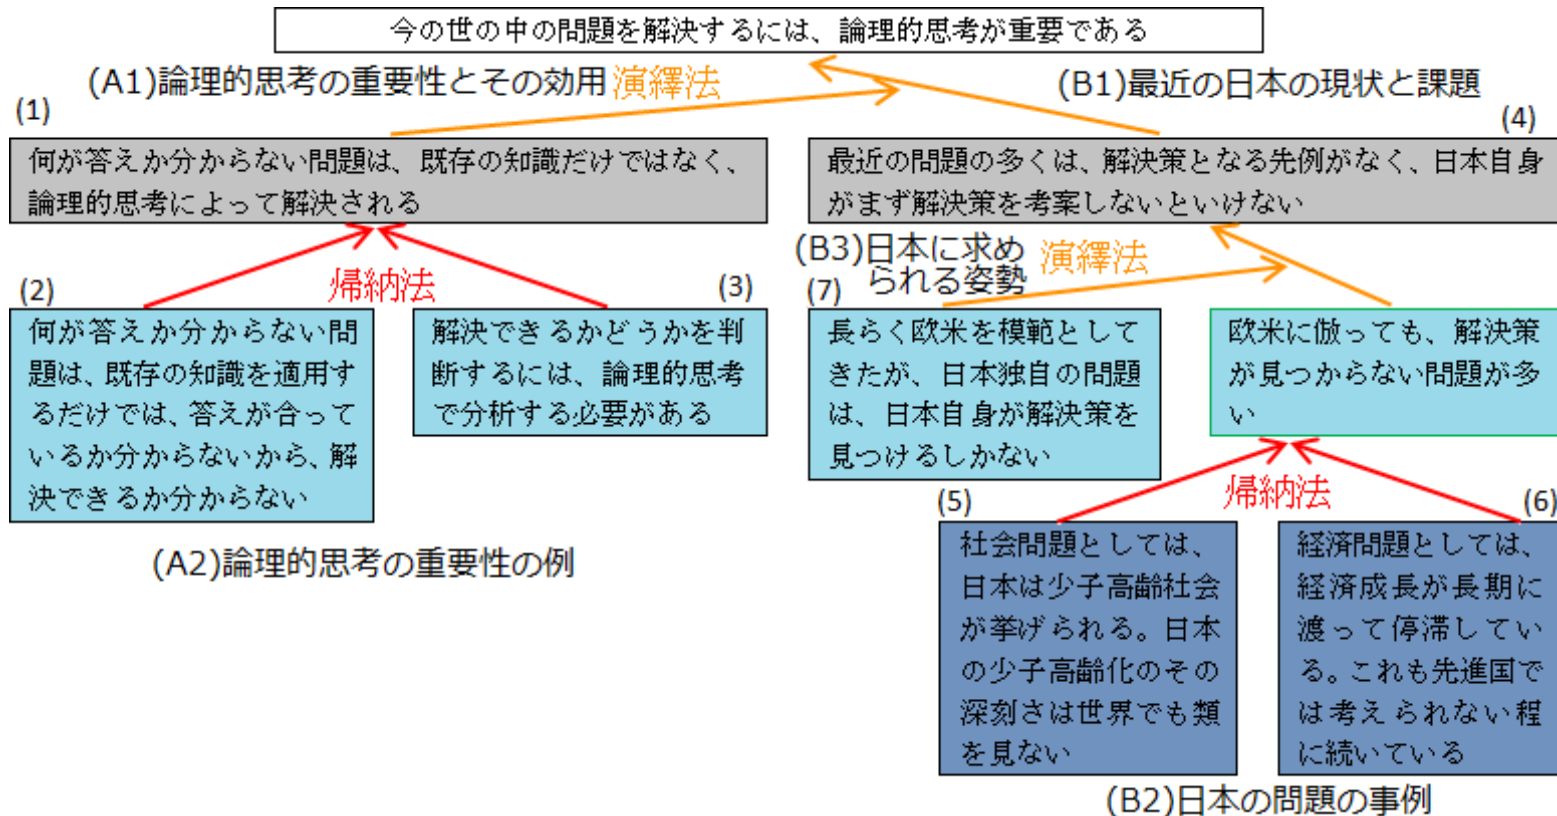 今の世の中の問題を解決するには、論理的思考が重要である
(A1)論理的思考の重要性とその効用 演繹法
(B1)最近の日本の現状と課題
(1)
何が答えか分からない問題は、既存の知識だけではなく、
論理的思考によって解決される
(4)
最近の問題の多くは、解決策となる先例がなく、日本自身
がまず解決策を考案しないといけない
帰納法
(2)
何が答えか分からない問
題は、既存の知識を適用す
るだけでは、答えが合って
いるか分からないから、解
決できるか分からない
(3)
解決できるかどうかを判
断するには、論理的思考
で分析する必要がある
(A2)論理的思考の重要性の例
(B3)日本に求め
られる姿勢
演繹法
(7)
長らく欧米を模範として
きたが、日本独自の問題
は、日本自身が解決策を
見つけるしかない
欧米に倣っても、解決策
が見つからない問題が多
い
帰納法
(5)
社会問題としては、
日本は少子高齢社会
が挙げられる。日本
の少子高齢化のその
深刻さは世界でも類
を見ない
(6)
経済問題としては、
経済成長が長期に
渡って停滞してい
る。これも先進国で
は考えられない程
に続いている
(B2)日本の問題の事例